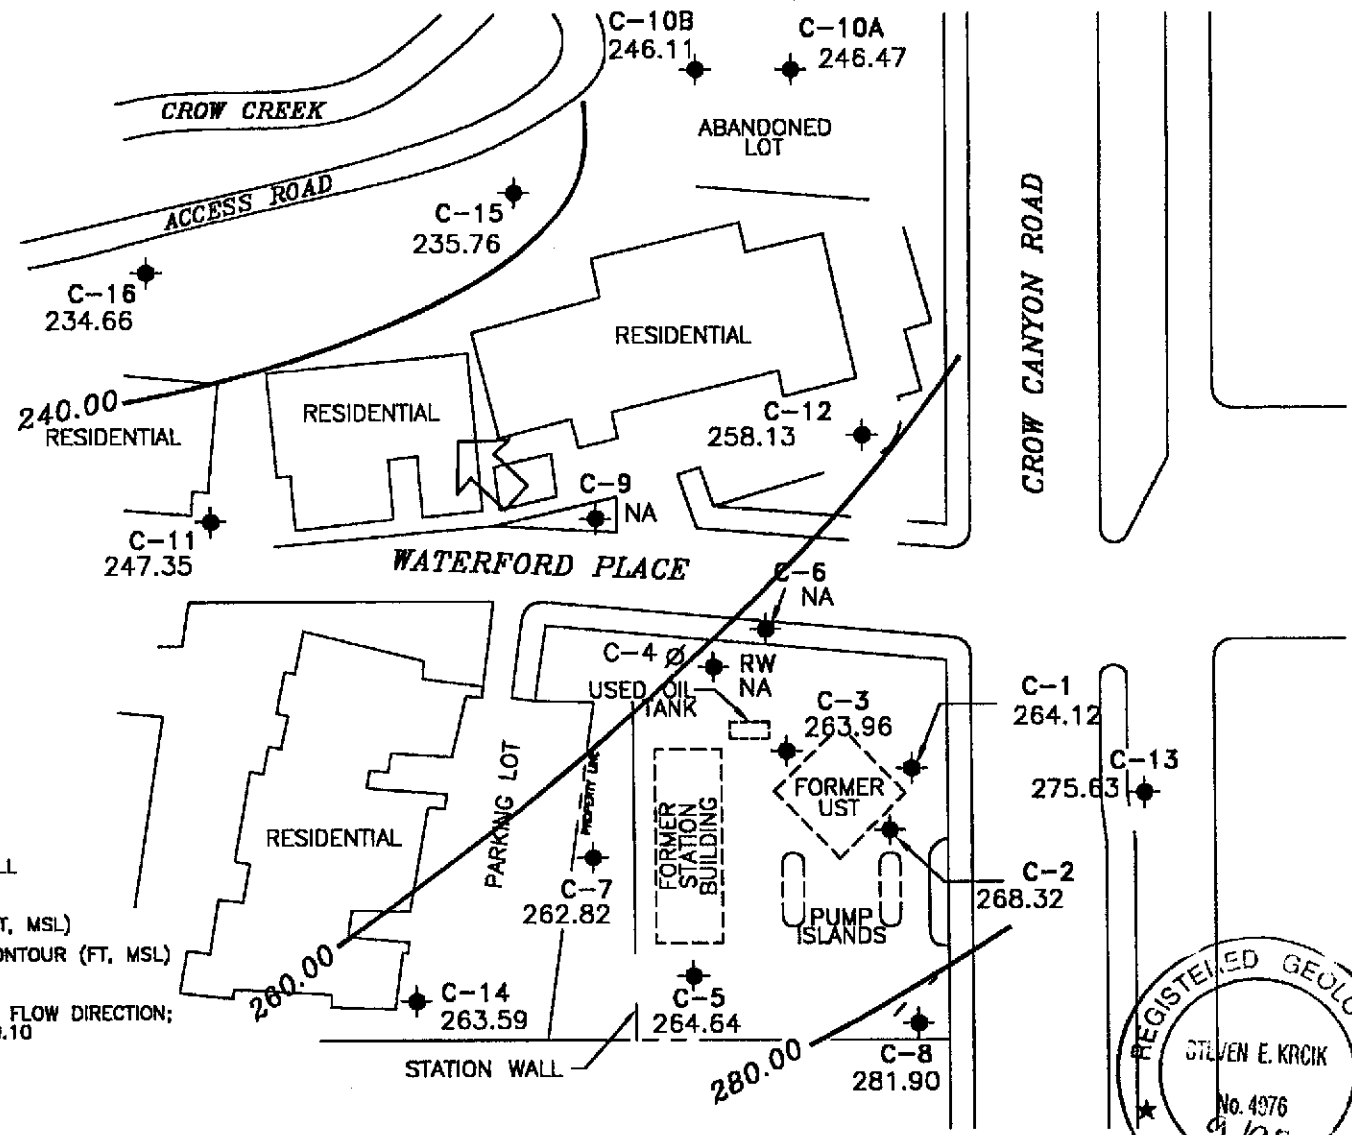 C-10B
246.11
C-10A
246.47
CROW CREEK
ABANDONED
LOT
ACCESS ROAD
C-15
235.76
C-16
234.66
CROW CANYON ROAD
RESIDENTIAL
240.00
RESIDENTIAL
RESIDENTIAL
C-12
258.13
C-9
NA
C-11
247.35
WATERFORD PLACE
C-6
NA
C-4
RW
NA
USED OIL
TANK
C-3
263.96
C-1
264.12
C-13
275.63
PARKING LOT
PROPERTY LINE
FORMER
STATION
BUILDING
FORMER
UST
RESIDENTIAL
C-7
262.82
C-2
268.32
PUMP
ISLANDS
LL
T, MSL)
ONTOUR (FT, MSL)
260.00
FLOW DIRECTION;
.10
C-14
263.59
C-5
264.64
STATION WALL
280.00
C-8
281.90
REGISTERED GEOLO
STEVEN E. KRCIK
No. 4976